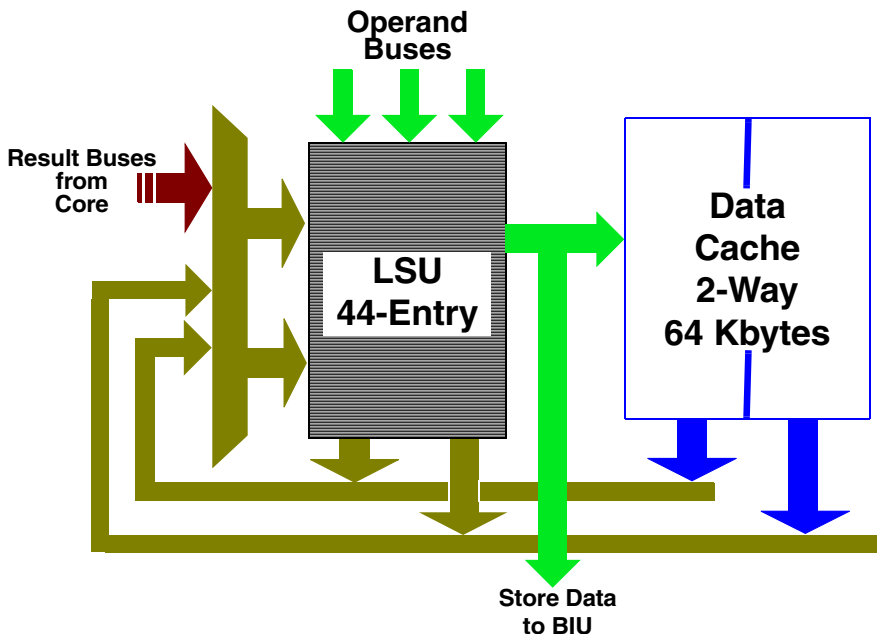 Operand
Buses
Result Buses
from
Core
LSU
44-Entry
Data
Cache
2-Way
64 Kbytes
Store Data
to BIU